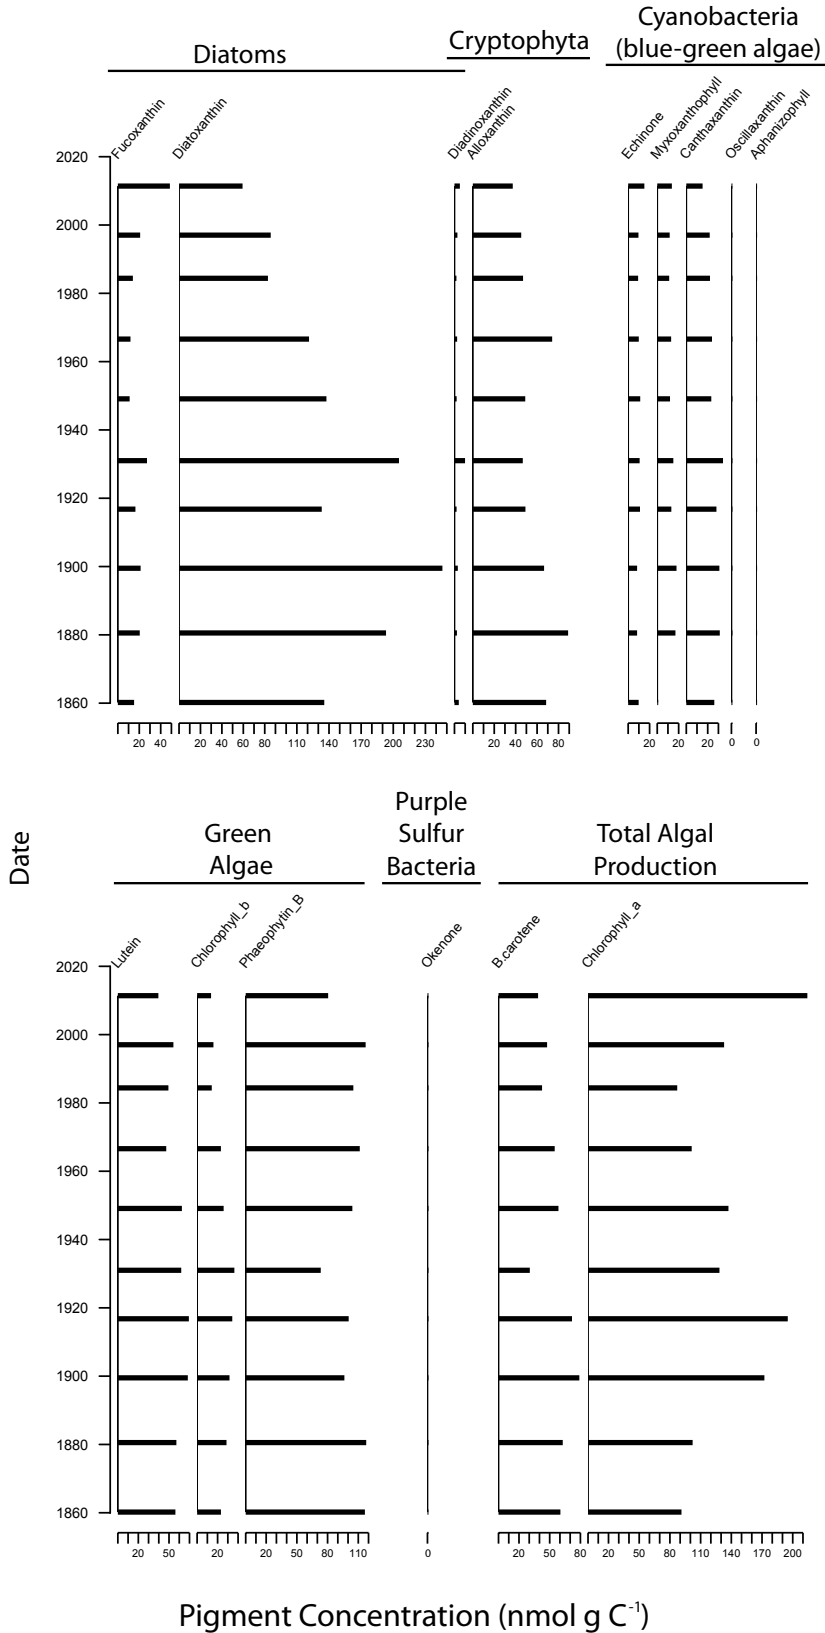 Diatoms
Cryptophyta
Cyanobacteria
(blue-green algae)
Fucoxanthin
Diatoxanthin
Diadinoxanthin
Alloxanthin
Echinone
Myxoxanthophyll
Canthaxanthin
Oscillaxanthin
Aphanizophyll
2020
2000
1980
1960
1940
1920
1900
1880
1860
20 40 20 40 60 80 110 140 170 200 230 20 40 60 80 20 20 20 0 0
Date
Green
Algae
Purple
Sulfur
Bacteria
Total Algal
Production
Lutein
Chlorophyll_b
Phaeophytin_B
Okenone
B.carotene
Chlorophyll_a
2020
2000
1980
1960
1940
1920
1900
1880
1860
20 50 20 20 50 80 110 0 20 50 80 20 50 80 110 140 170 200
Pigment Concentration (nmol g C⁻¹)